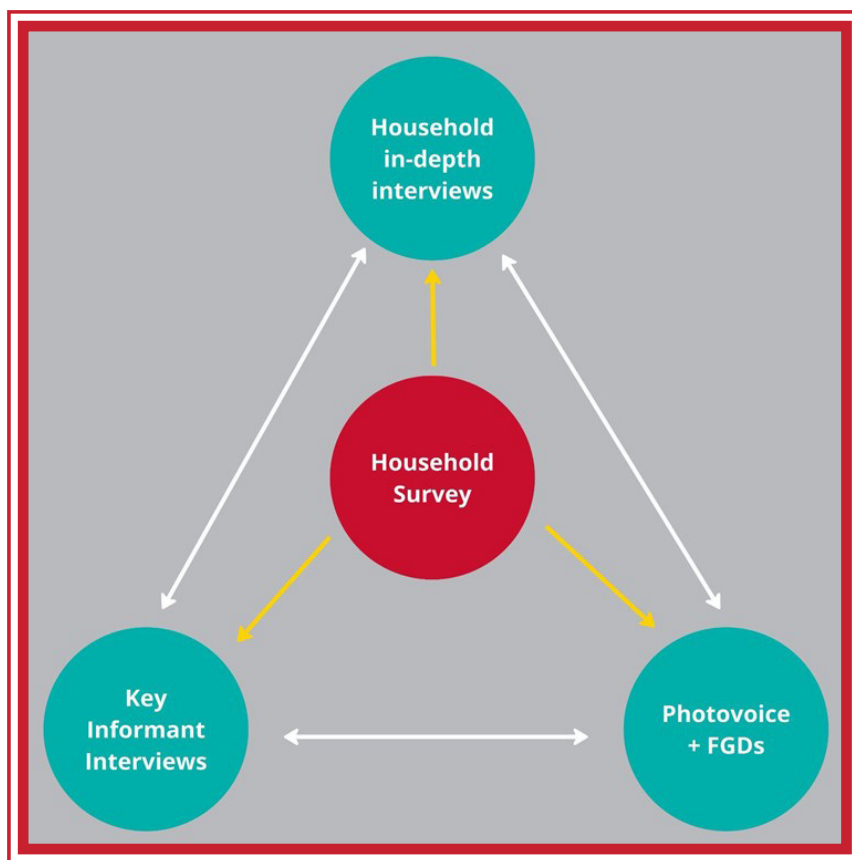 Household
in-depth
interviews
Household
Survey
Key
Informant
Interviews
Photovoice
+ FGDs